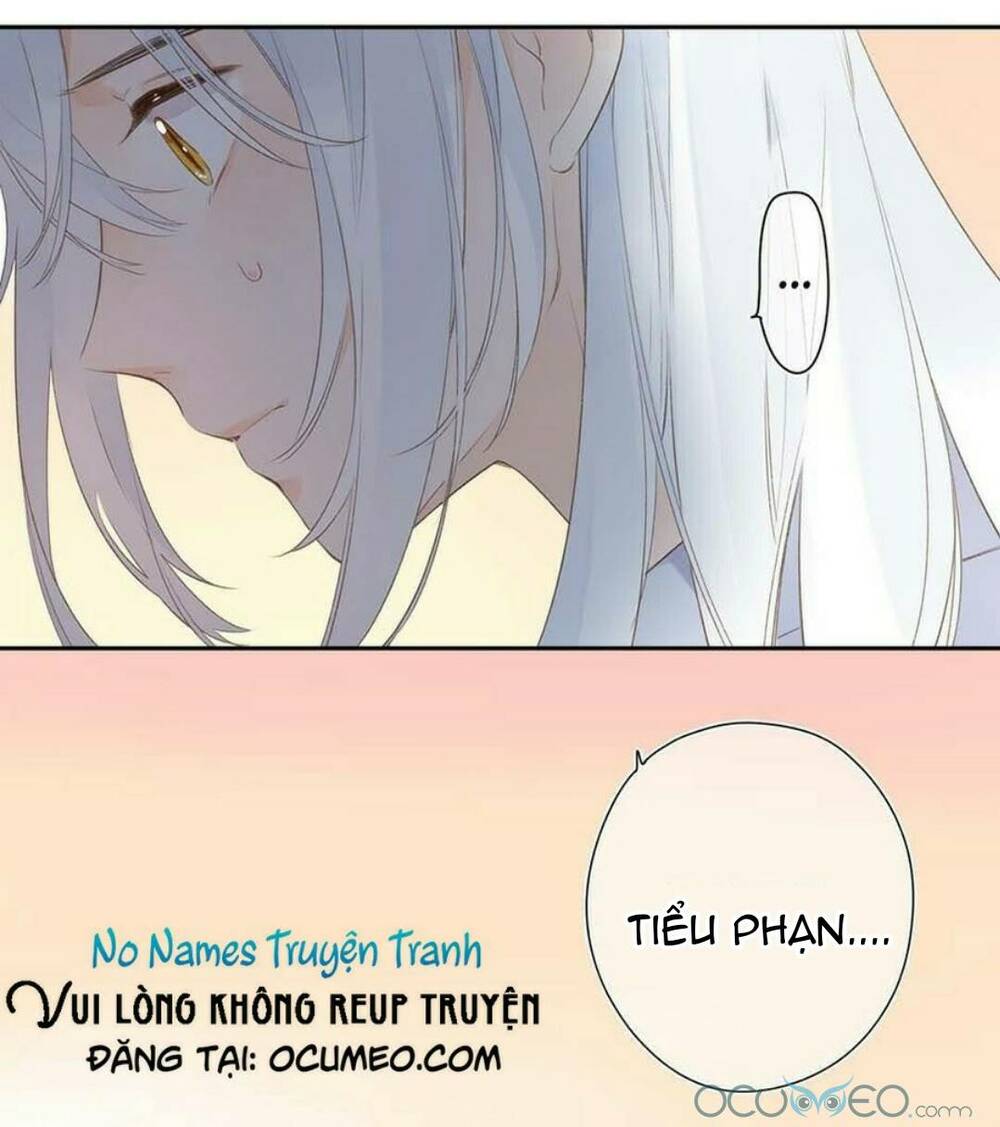 ...
TIỂU PHẠN....
No Names Truyện Tranh
VUI LÒNG KHÔNG REUP TRUYỆN
ĐĂNG TẠI: OCUMEO.COM
OCUMEO.com